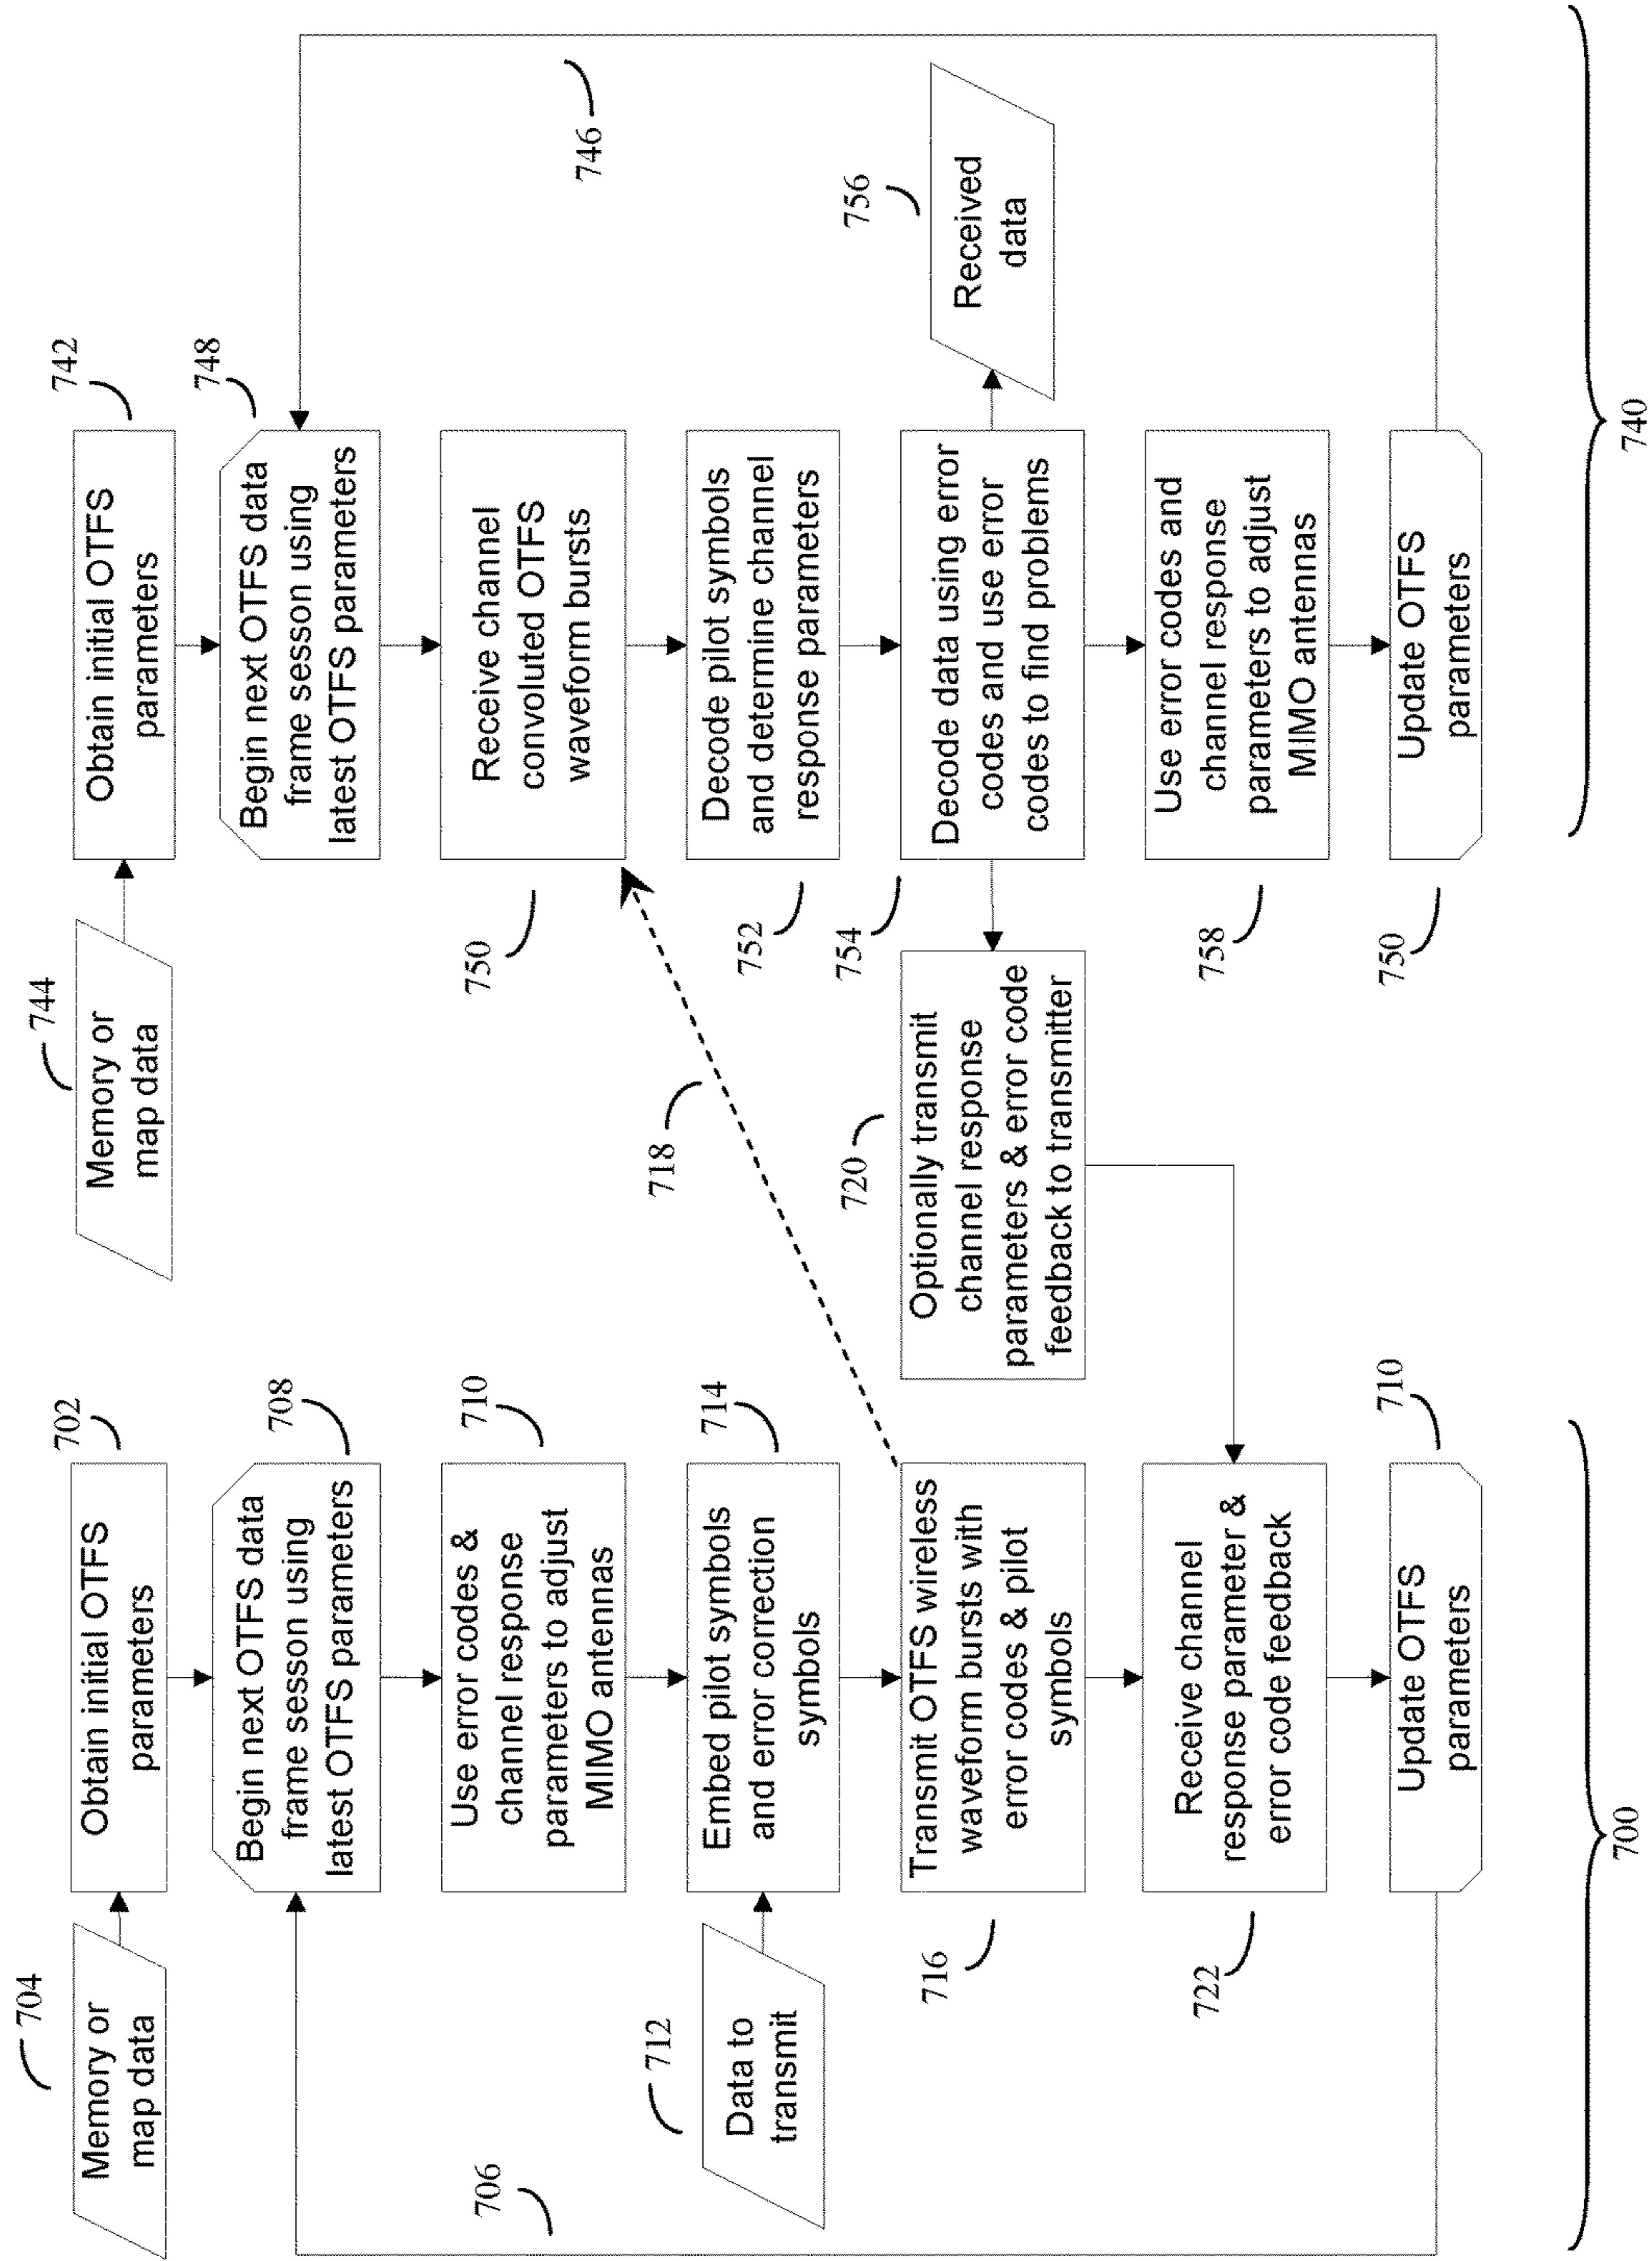 704
Memory or
map data
702
Obtain initial OTFS
parameters
708
Begin next OTFS data
frame sesson using
latest OTFS parameters
706
710
Use error codes &
channel response
parameters to adjust
MIMO antennas
712
Data to
transmit
714
Embed pilot symbols
and error correction
symbols
716
Transmit OTFS wireless
waveform bursts with
error codes & pilot
symbols
718
722
Receive channel
response parameter &
error code feedback
710
Update OTFS
parameters
700
720
Optionally transmit
channel response
parameters & error code
feedback to transmitter
744
Memory or
map data
742
Obtain initial OTFS
parameters
748
Begin next OTFS data
frame sesson using
latest OTFS parameters
746
750
Receive channel
convoluted OTFS
waveform bursts
752
Decode pilot symbols
and determine channel
response parameters
754
Decode data using error
codes and use error
codes to find problems
756
Received
data
758
Use error codes and
channel response
parameters to adjust
MIMO antennas
750
Update OTFS
parameters
740